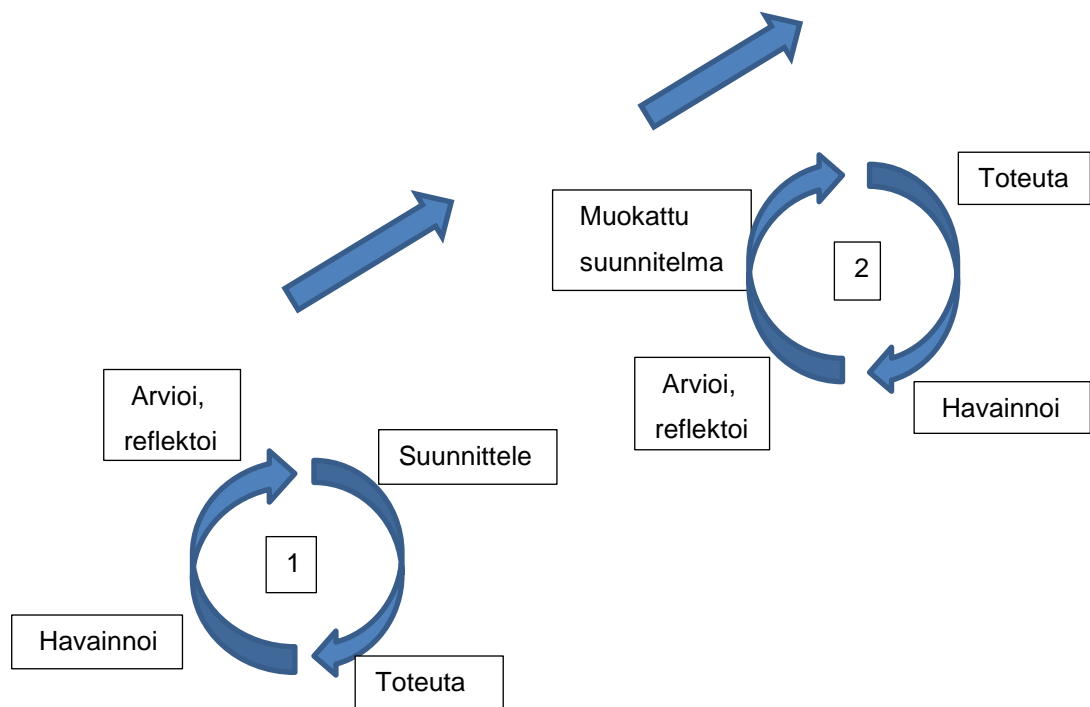 Toteuta
Muokattu
suunnitelma
2
Arvioi,
reflektoi
Havainnoi
Arvioi,
reflektoi
Suunnittele
1
Havainnoi
Toteuta